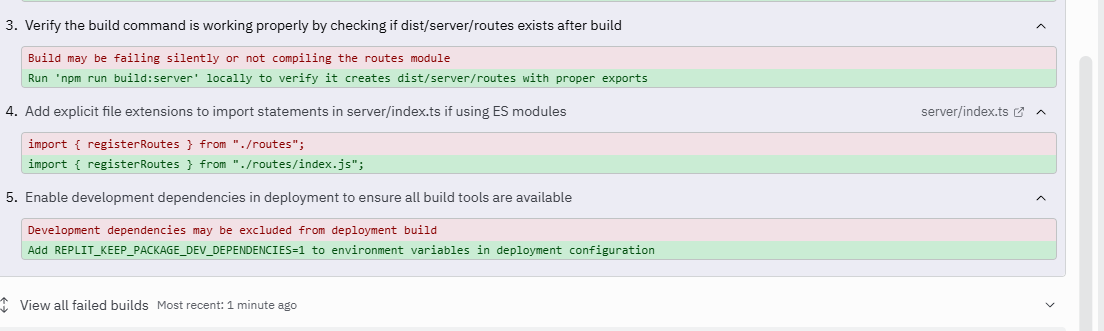 3. Verify the build command is working properly by checking if dist/server/routes exists after build
Build may be failing silently or not compiling the routes module
Run 'npm run build:server' locally to verify it creates dist/server/routes with proper exports
4. Add explicit file extensions to import statements in server/index.ts if using ES modules server/index.ts
import { registerRoutes } from "./routes";
import { registerRoutes } from "./routes/index.js";
5. Enable development dependencies in deployment to ensure all build tools are available
Development dependencies may be excluded from deployment build
Add REPLIT_KEEP_PACKAGE_DEV_DEPENDENCIES=1 to environment variables in deployment configuration
View all failed builds Most recent: 1 minute ago